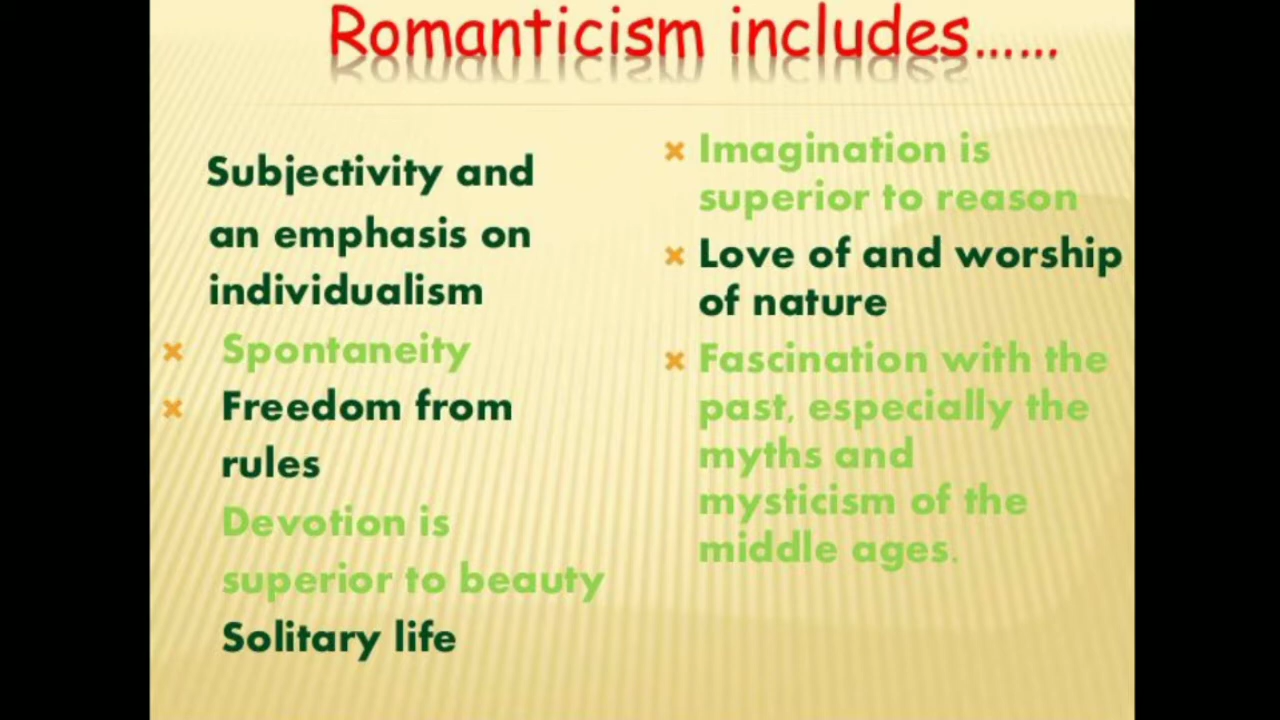 Romanticism includes……
Subjectivity and
an emphasis on
individualism
Spontaneity
Freedom from
rules
Devotion is
superior to beauty
Solitary life
Imagination is
superior to reason
Love of and worship
of nature
Fascination with the
past, especially the
myths and
mysticism of the
middle ages.